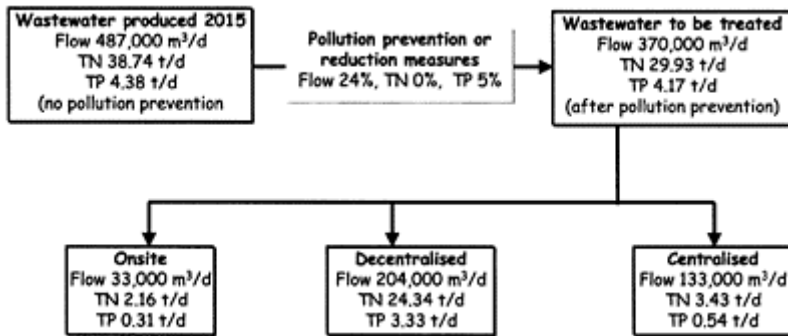 Wastewater produced 2015
Flow 487,000 m³/d
TN 38.74 t/d
TP 4.38 t/d
(no pollution prevention
Pollution prevention or
reduction measures
Flow 24%, TN 0%, TP 5%
Wastewater to be treated
Flow 370,000 m³/d
TN 29.93 t/d
TP 4.17 t/d
(after pollution prevention)
Onsite
Flow 33,000 m³/d
TN 2.16 t/d
TP 0.31 t/d
Decentralised
Flow 204,000 m³/d
TN 24.34 t/d
TP 3.33 t/d
Centralised
Flow 133,000 m³/d
TN 3.43 t/d
TP 0.54 t/d